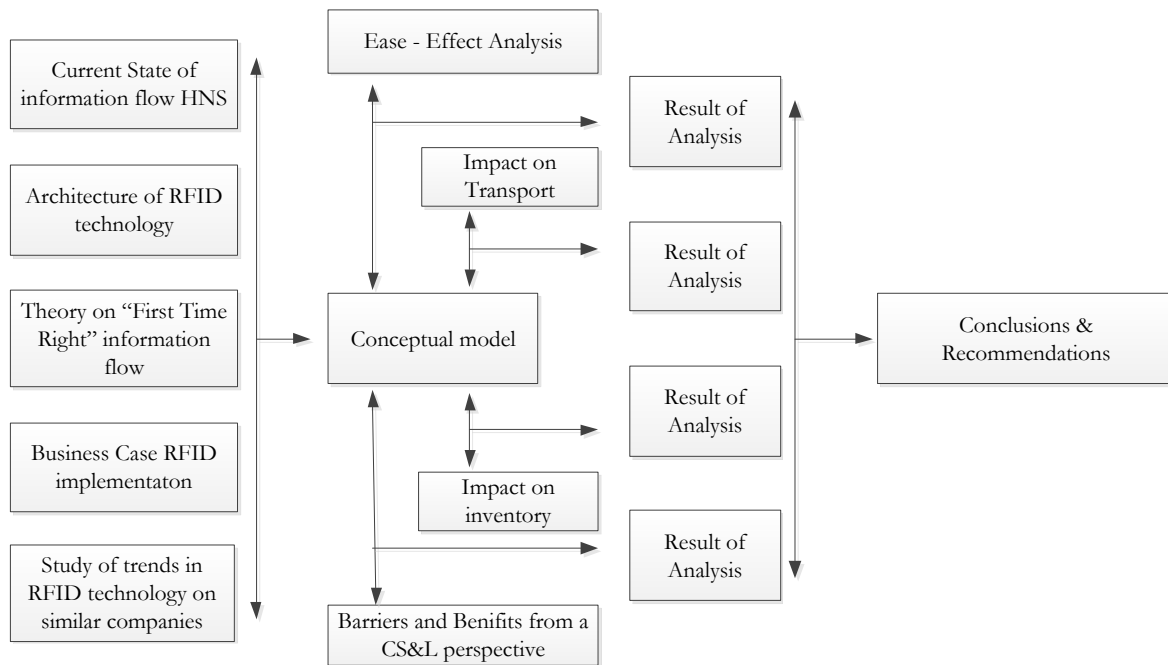 Current State of
information flow HNS
Architecture of RFID
technology
Theory on “First Time
Right” information
flow
Business Case RFID
implementaton
Study of trends in
RFID technology on
similar companies
Ease - Effect Analysis
Impact on
Transport
Conceptual model
Impact on
inventory
Barriers and Benifits from a
CS&L perspective
Result of
Analysis
Result of
Analysis
Result of
Analysis
Result of
Analysis
Conclusions &
Recommendations